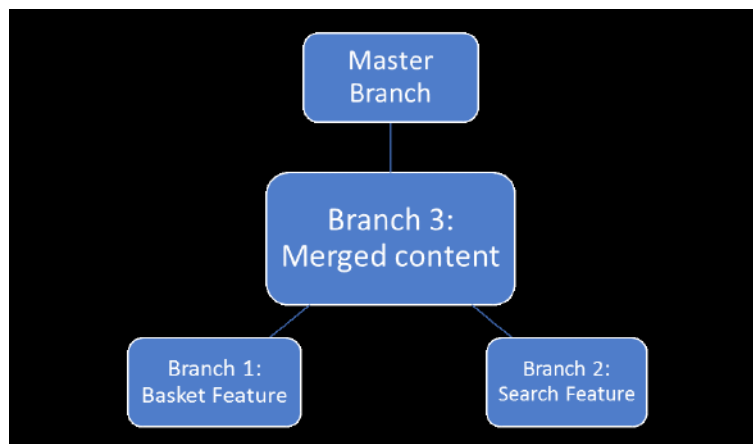 Master
Branch
Branch 3:
Merged content
Branch 1:
Basket Feature
Branch 2:
Search Feature